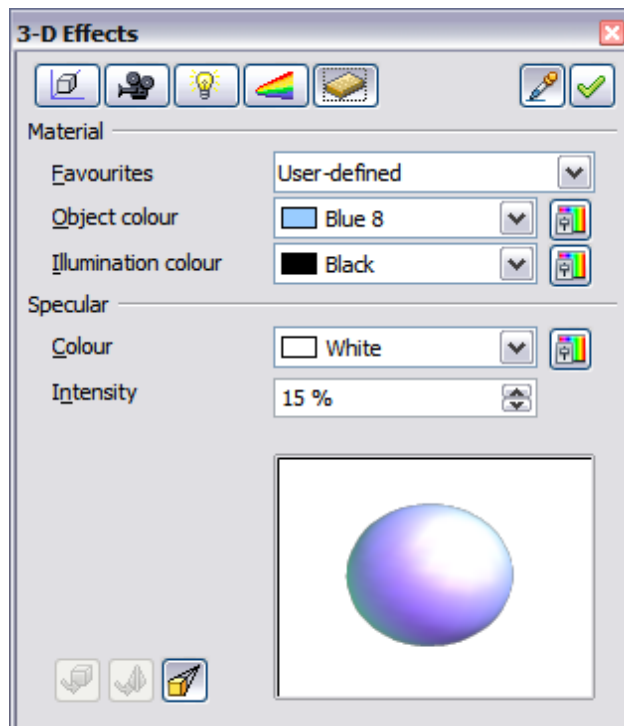 3-D Effects
Material
Favourites User-defined
Object colour Blue 8
Illumination colour Black
Specular
Colour White
Intensity 15 %